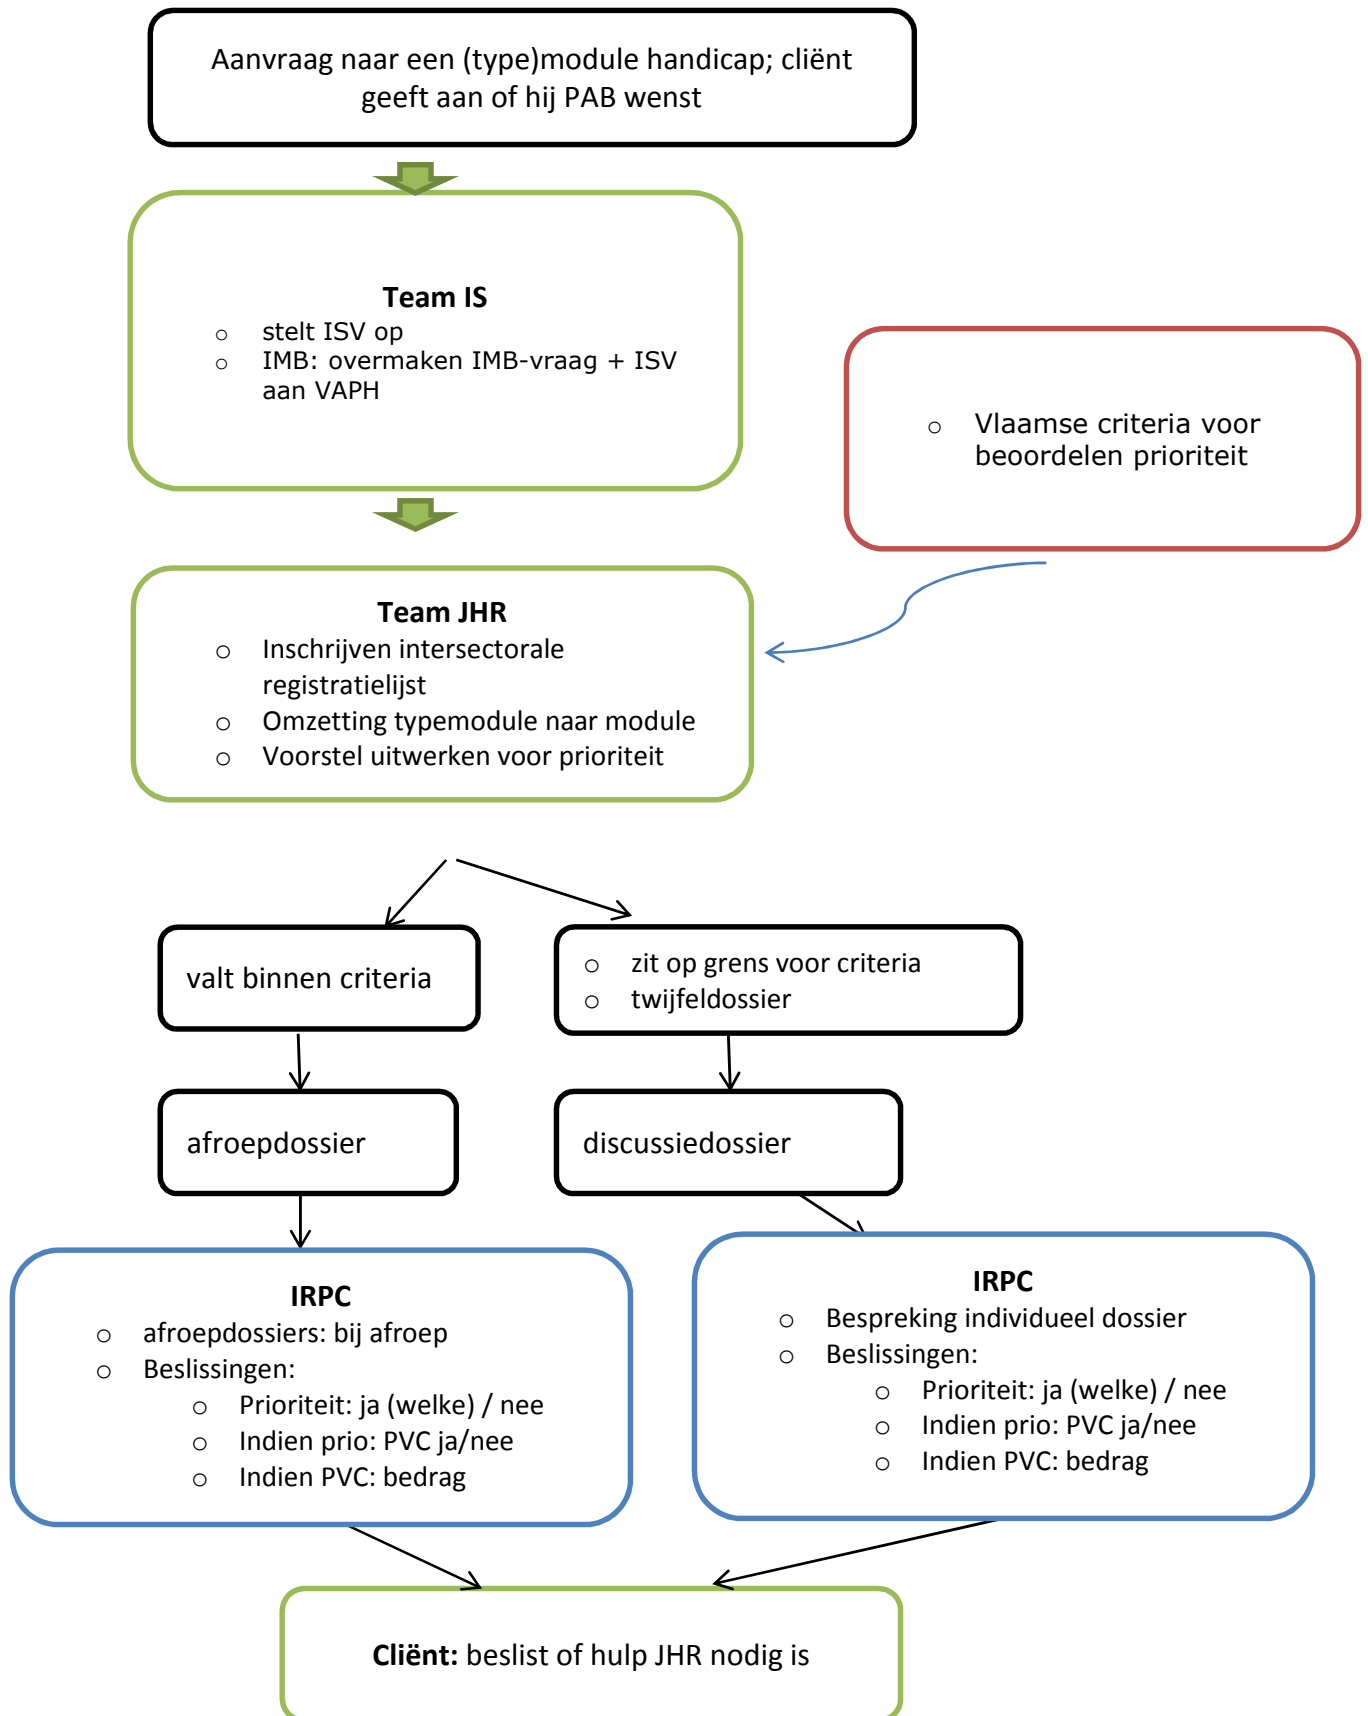 Aanvraag naar een (type)module handicap; cliënt
geeft aan of hij PAB wenst
Team IS
o stelt ISV op
o IMB: overmaken IMB-vraag + ISV
aan VAPH
o Vlaamse criteria voor
beoordelen prioriteit
Team JHR
o Inschrijven intersectorale
registratielijst
o Omzetting typemodule naar module
o Voorstel uitwerken voor prioriteit
valt binnen criteria
o zit op grens voor criteria
o twijfeldossier
afroepdossier
discussiedossier
IRPC
o afroepdossiers: bij afroep
o Beslissingen:
o Prioriteit: ja (welke) / nee
o Indien prio: PVC ja/nee
o Indien PVC: bedrag
IRPC
o Bespreking individueel dossier
o Beslissingen:
o Prioriteit: ja (welke) / nee
o Indien prio: PVC ja/nee
o Indien PVC: bedrag
Cliënt: beslist of hulp JHR nodig is